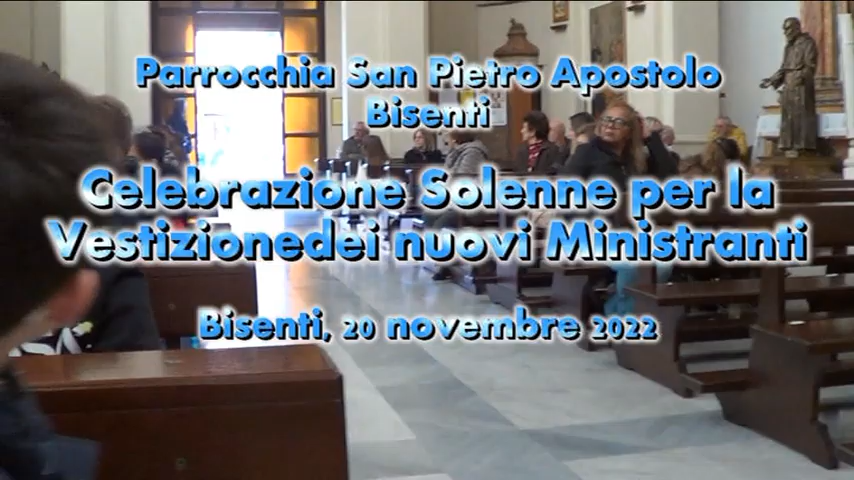 Parrocchia San Pietro Apostolo
Bisenti
Celebrazione Solenne per la
Vestizionedei nuovi Ministranti
Bisenti, 20 novembre 2022